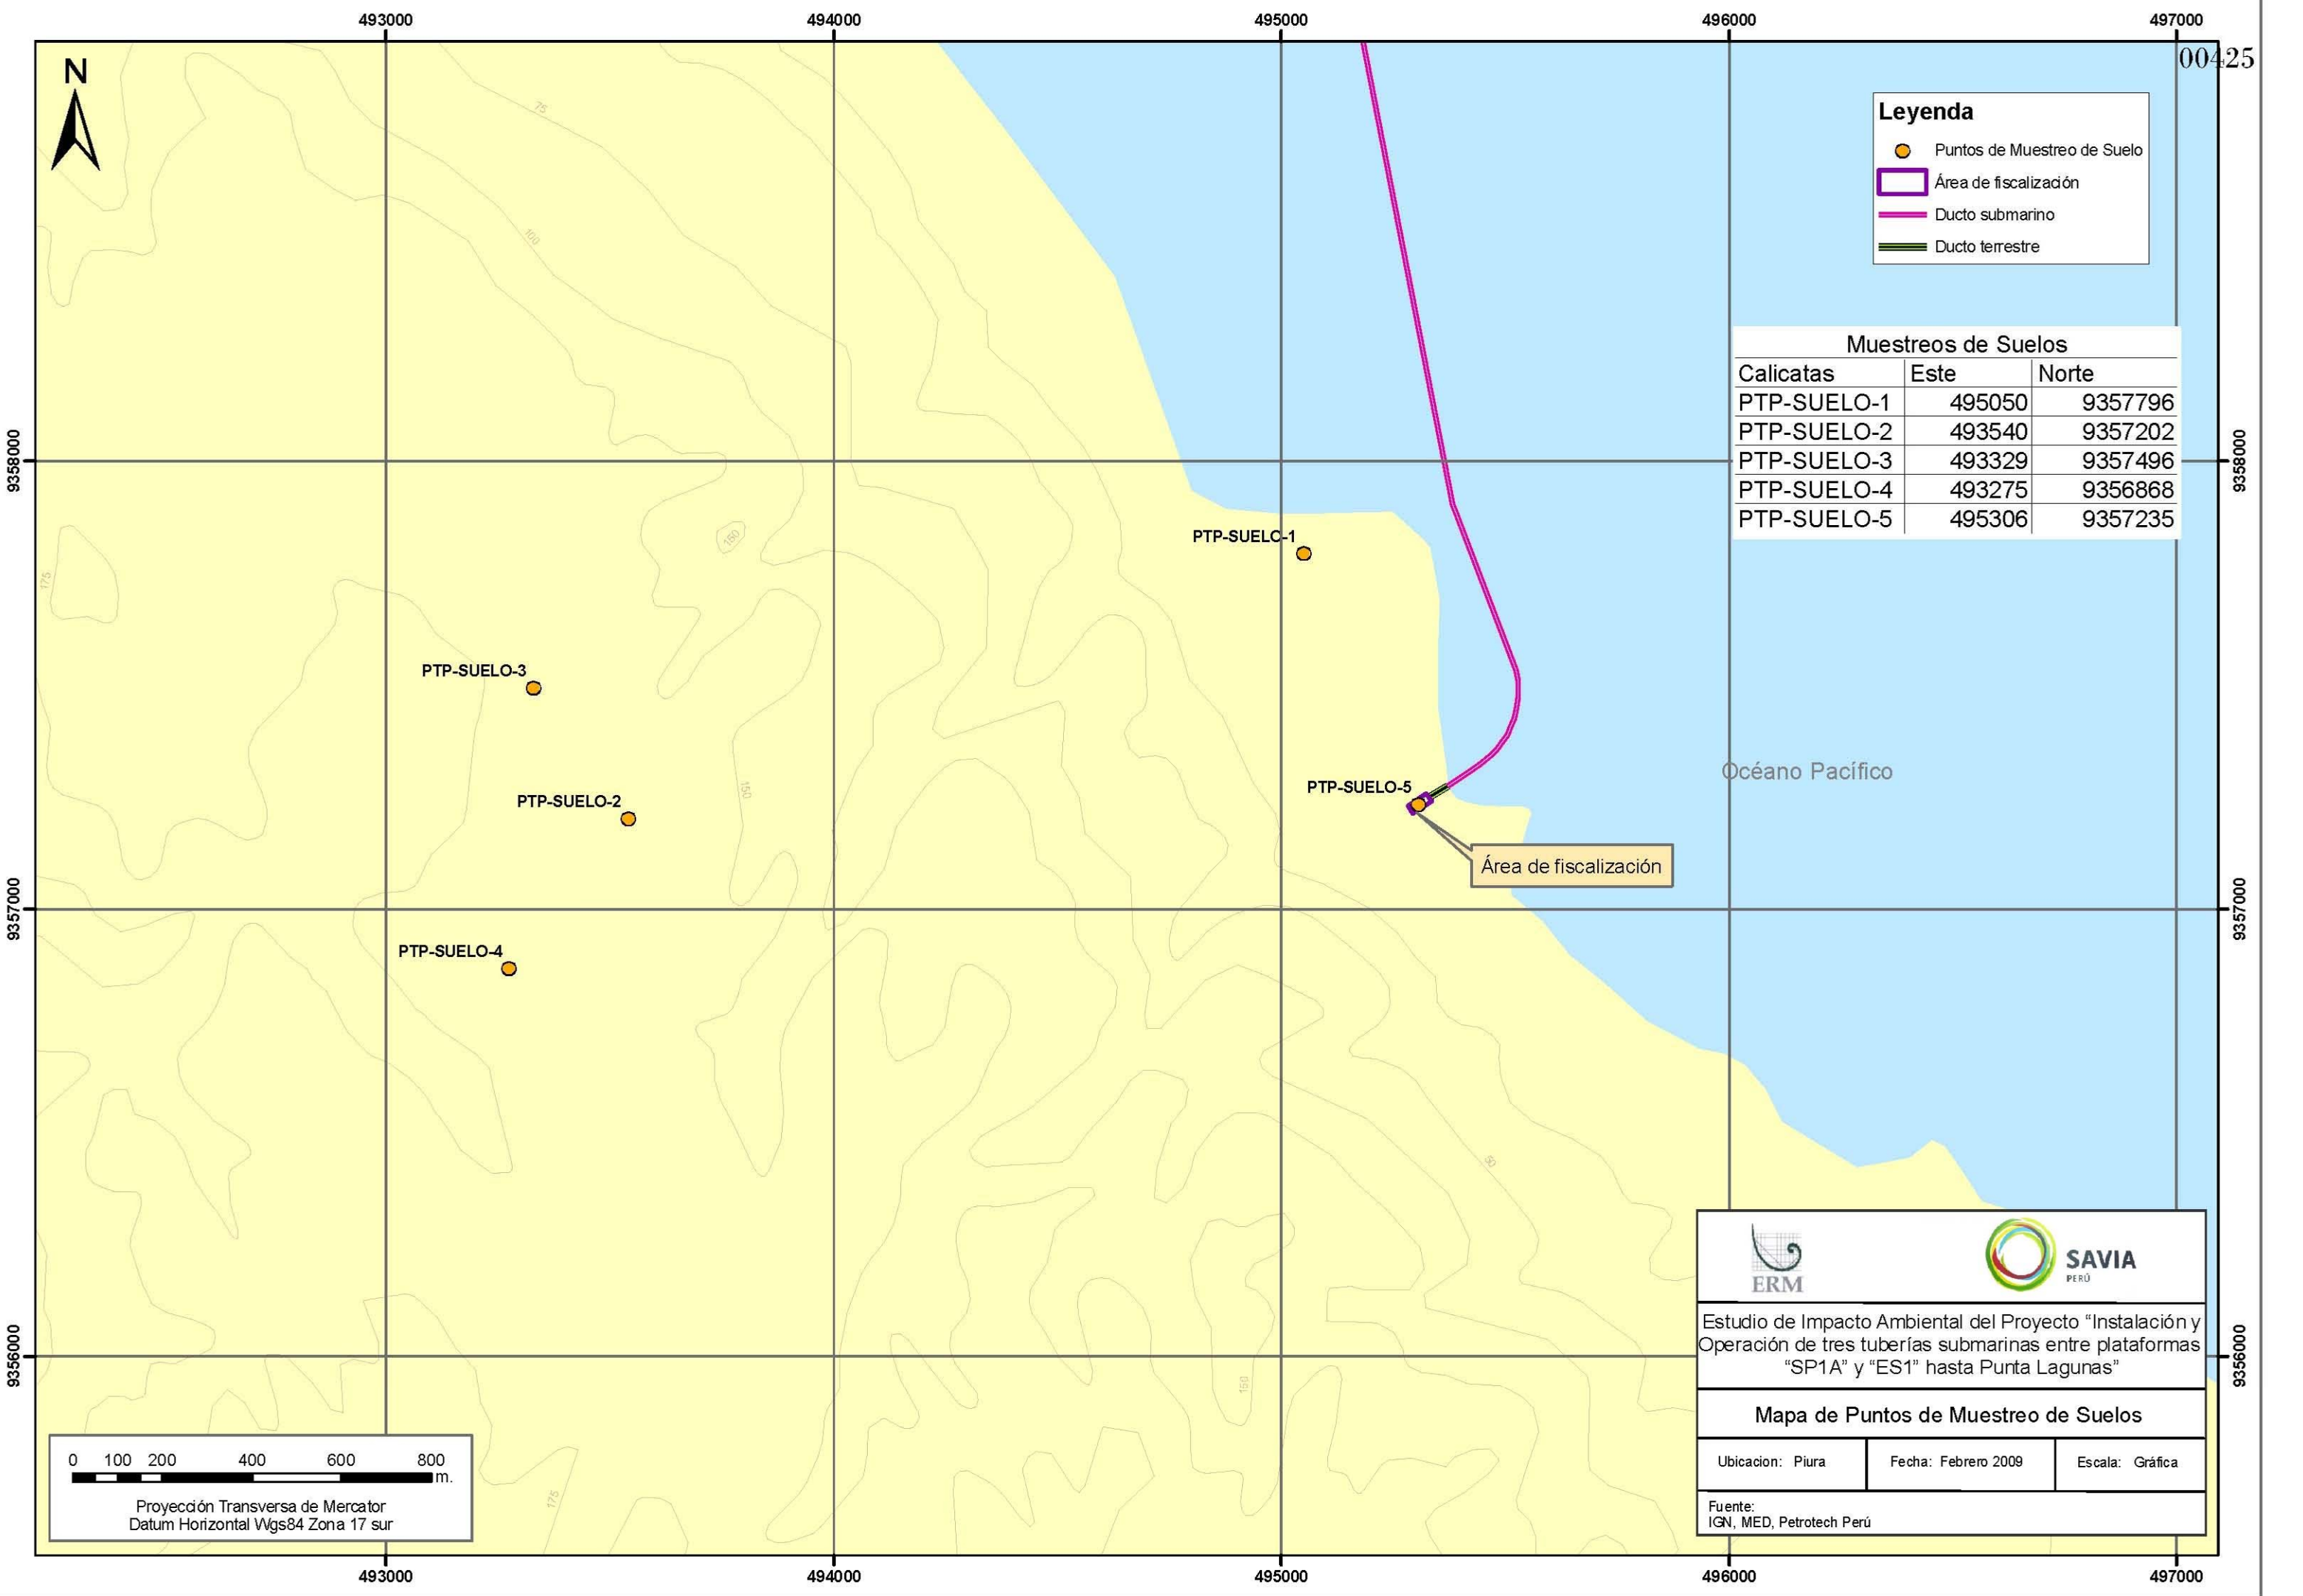 493000 494000 495000 496000 497000
00425
N
Leyenda
Puntos de Muestreo de Suelo
Área de fiscalización
Ducto submarino
Ducto terrestre
75
100
Muestreos de Suelos
Calicatas Este Norte
PTP-SUELO-1 495050 9357796
PTP-SUELO-2 493540 9357202
PTP-SUELO-3 493329 9357496
PTP-SUELO-4 493275 9356868
PTP-SUELO-5 495306 9357235
9358000 9358000
PTP-SUELO-1
150
175
PTP-SUELO-3
Océano Pacífico
PTP-SUELO-5
150
PTP-SUELO-2
Área de fiscalización
9357000 9357000
PTP-SUELO-4
50
ERM
SAVIA
PERÚ
Estudio de Impacto Ambiental del Proyecto “Instalación y
Operación de tres tuberías submarinas entre plataformas
“SP1A” y “ES1” hasta Punta Lagunas”
9356000 9356000
150
Mapa de Puntos de Muestreo de Suelos
Ubicacion: Piura Fecha: Febrero 2009 Escala: Gráfica
Fuente:
IGN, MED, Petrotech Perú
0 100 200 400 600 800
m.
175
Proyección Transversa de Mercator
Datum Horizontal Wgs84 Zona 17 sur
493000 494000 495000 496000 497000